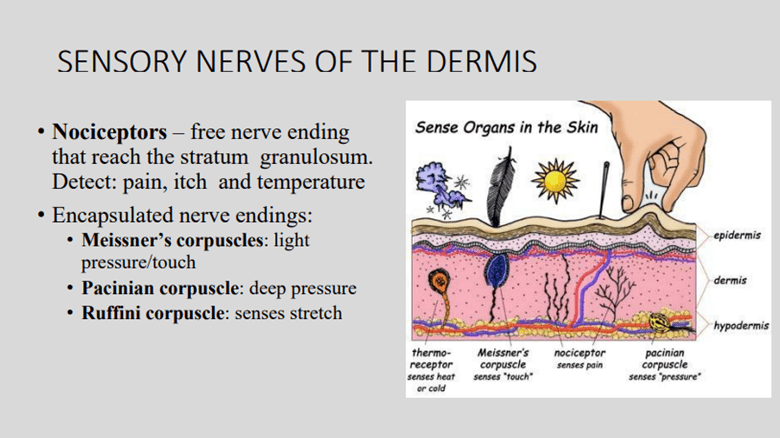 SENSORY NERVES OF THE DERMIS
• Nociceptors – free nerve ending
that reach the stratum granulosum.
Detect: pain, itch and temperature
• Encapsulated nerve endings:
• Meissner's corpuscles: light
pressure/touch
• Pacinian corpuscle: deep pressure
• Ruffini corpuscle: senses stretch
Sense Organs in the Skin
epidermis
dermis
hypodermis
thermo-
receptor
senses heat
or cold
Meissner's
corpuscle
senses "touch"
nociceptor
senses pain
pacinian
corpuscle
senses "pressure"